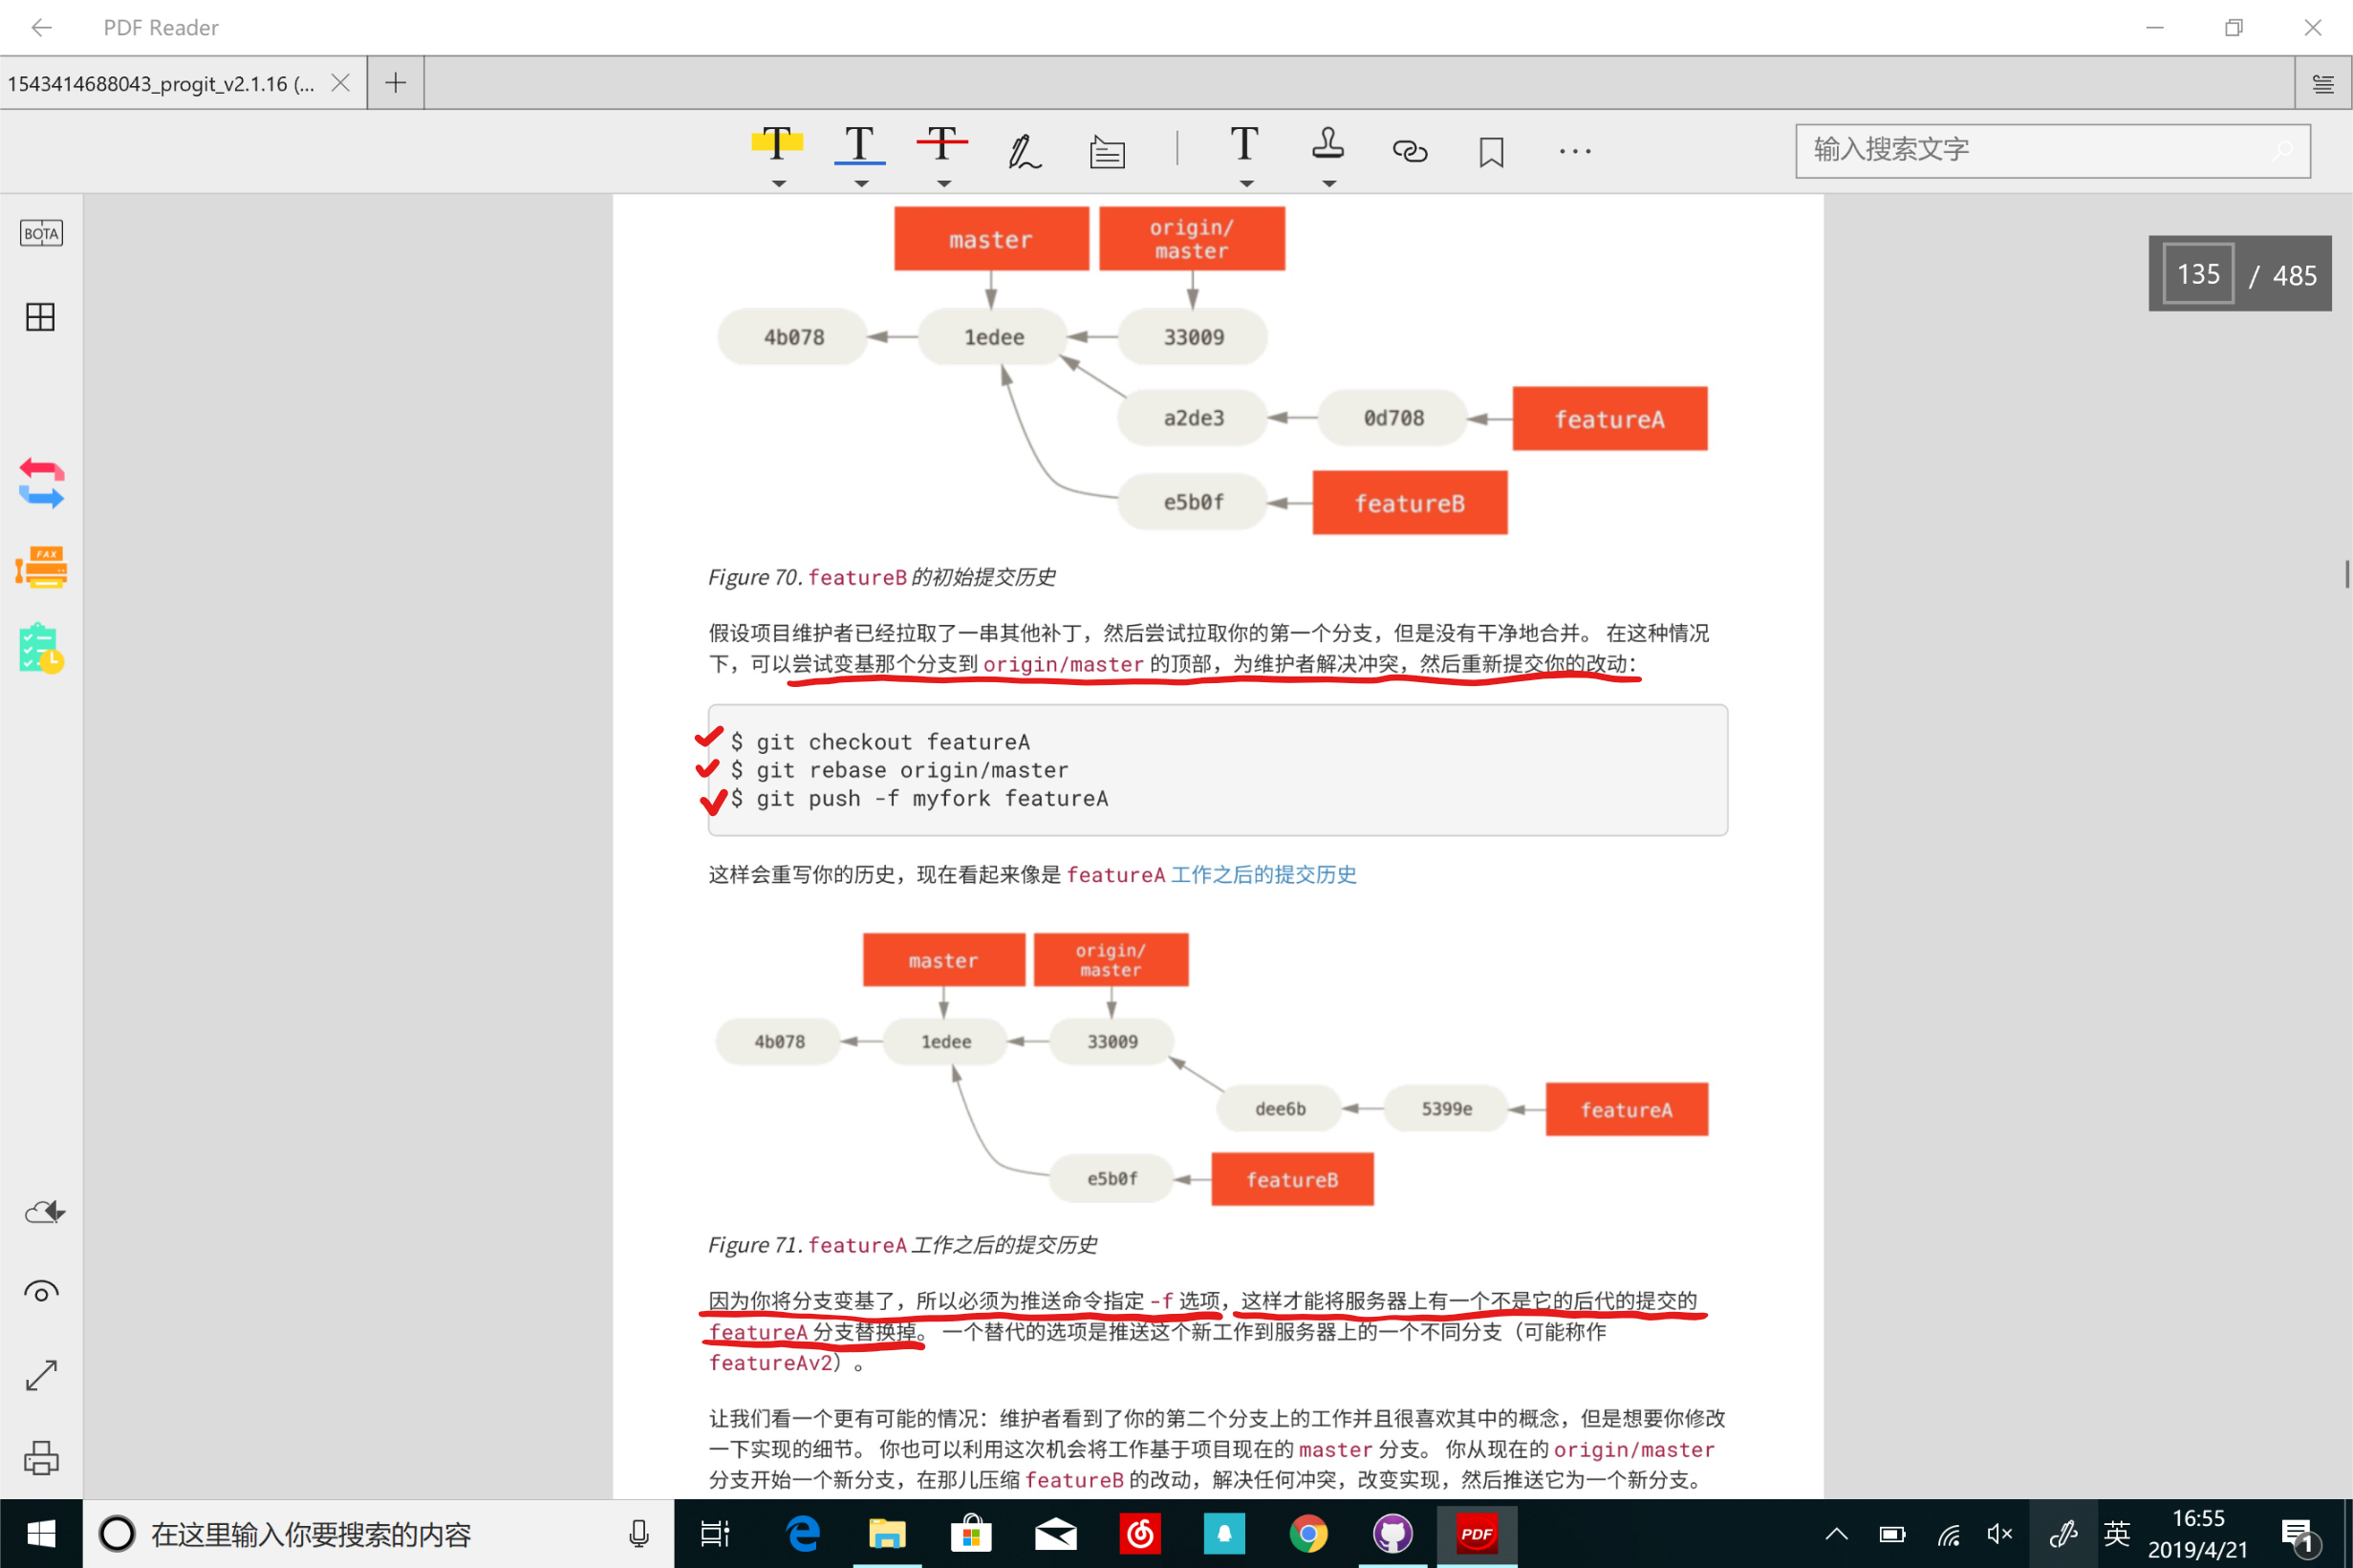 PDF Reader
1543414688043_progit_v2.1.16 (...
输入搜索文字
BOTA
135 / 485
master
origin/
master
4b078
1edee
33009
a2de3
0d708
featureA
e5b0f
featureB
Figure 70. featureB 的初始提交历史
假设项目维护者已经拉取了一串其他补丁，然后尝试拉取你的第一个分支，但是没有干净地合并。 在这种情况
下，可以尝试变基那个分支到 origin/master 的顶部，为维护者解决冲突，然后重新提交你的改动：
$ git checkout featureA
$ git rebase origin/master
$ git push -f myfork featureA
这样会重写你的历史，现在看起来像是 featureA 工作之后的提交历史
master
origin/
master
4b078
1edee
33009
dee6b
5399e
featureA
e5b0f
featureB
Figure 71. featureA 工作之后的提交历史
因为你将分支变基了，所以必须为推送命令指定 -f 选项，这样才能将服务器上有一个不是它的后代的提交的
featureA 分支替换掉。 一个替代的选项是推送这个新工作到服务器上的一个不同分支（可能称作
featureAv2）。
让我们看一个更有可能的情况：维护者看到了你的第二个分支上的工作并且很喜欢其中的概念，但是想要你修改
一下实现的细节。 你也可以利用这次机会将工作基于项目现在的 master 分支。 你从现在的 origin/master
分支开始一个新分支，在那儿压缩 featureB 的改动，解决任何冲突，改变实现，然后推送它为一个新分支。
FAX
在这里输入你要搜索的内容
PDF
英
16:55
2019/4/21
1